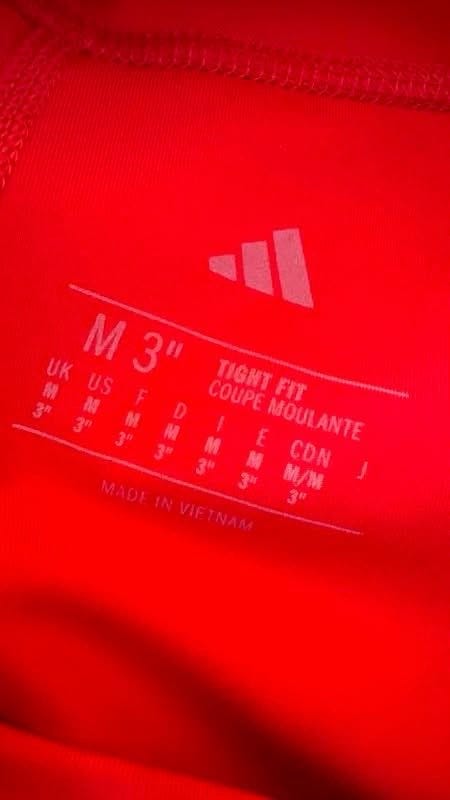 M 3" TIGHT FIT
COUPE MOULANTE
UK US F D I E CDN J
M M M M M M M/M
3" 3" 3" 3" 3" 3" 3"
MADE IN VIETNAM